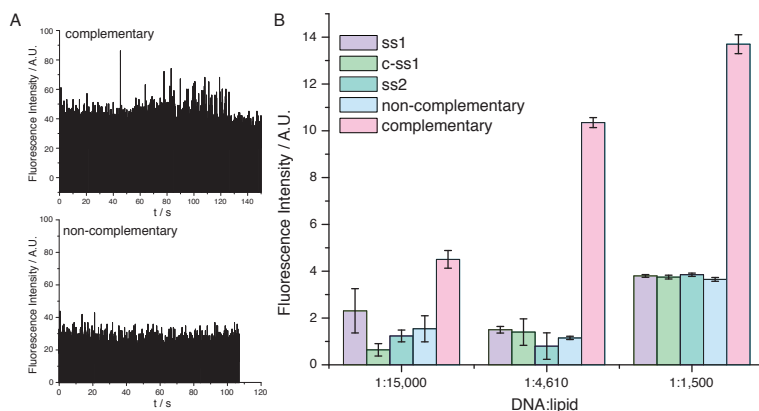 A
complementary
100
80
60
40
20
0
Fluorescence Intensity / A.U.
0 20 40 60 80 100 120 140
t / s
non-complementary
100
80
60
40
20
0
Fluorescence Intensity / A.U.
0 20 40 60 80 100 120
t / s
B
14
12
10
8
6
4
2
0
Fluorescence Intensity / A.U.
ss1
c-ss1
ss2
non-complementary
complementary
1:15,000 1:4,610 1:1,500
DNA:lipid